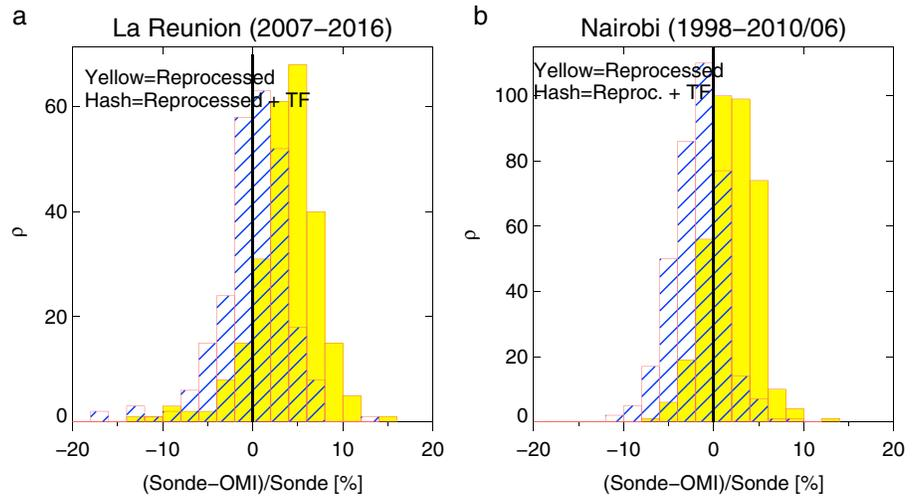 a
La Reunion (2007−2016)
Yellow=Reprocessed
Hash=Reprocessed + TF
60
40
20
0
ρ
−20 −10 0 10 20
(Sonde−OMI)/Sonde [%]
b
Nairobi (1998−2010/06)
Yellow=Reprocessed
Hash=Reproc. + TF
100
80
60
40
20
0
ρ
−20 −10 0 10 20
(Sonde−OMI)/Sonde [%]